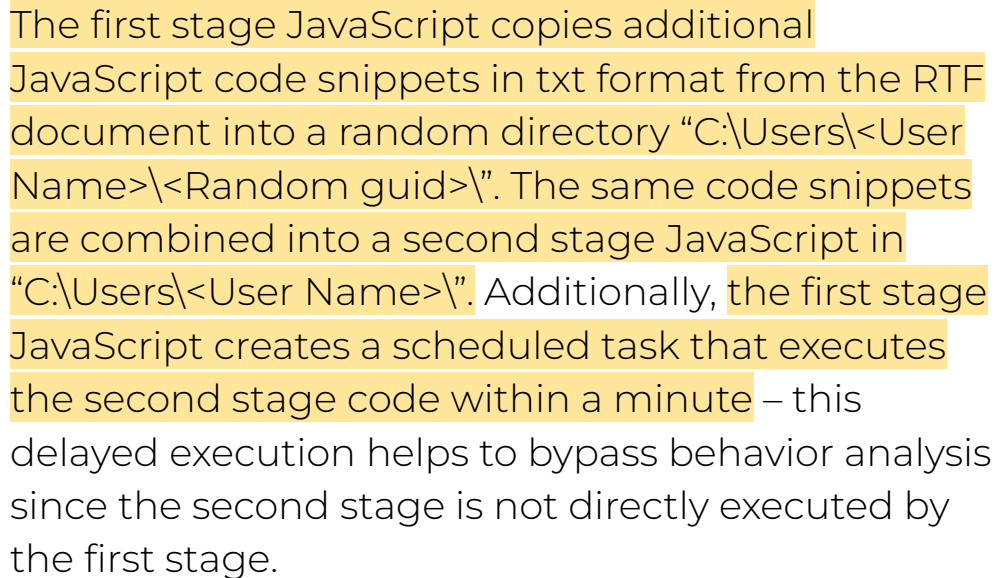 The first stage JavaScript copies additional
JavaScript code snippets in txt format from the RTF
document into a random directory “C:\Users\<User
Name>\<Random guid>\”. The same code snippets
are combined into a second stage JavaScript in
“C:\Users\<User Name>\”. Additionally, the first stage
JavaScript creates a scheduled task that executes
the second stage code within a minute – this
delayed execution helps to bypass behavior analysis
since the second stage is not directly executed by
the first stage.